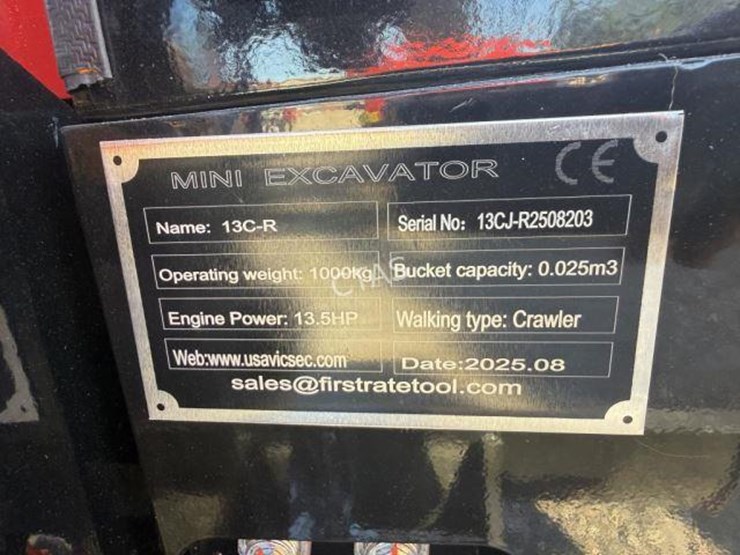 MINI EXCAVATOR CE
Name: 13C-R Serial No: 13CJ-R2508203
Operating weight: 1000kg Bucket capacity: 0.025m3
Engine Power: 13.5HP Walking type: Crawler
Web:www.usavicsec.com Date:2025.08
sales@firstratetool.com